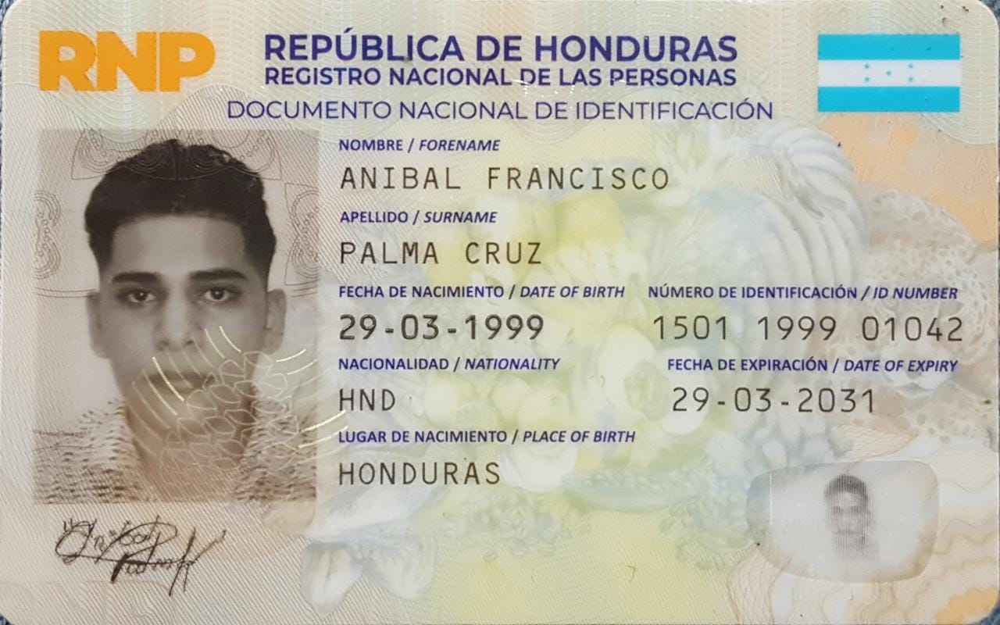 RNP
REPÚBLICA DE HONDURAS
REGISTRO NACIONAL DE LAS PERSONAS
DOCUMENTO NACIONAL DE IDENTIFICACIÓN
NOMBRE / FORENAME
ANIBAL FRANCISCO
APELLIDO / SURNAME
PALMA CRUZ
FECHA DE NACIMIENTO / DATE OF BIRTH NÚMERO DE IDENTIFICACIÓN / ID NUMBER
29-03-1999 1501 1999 01042
NACIONALIDAD / NATIONALITY FECHA DE EXPIRACIÓN / DATE OF EXPIRY
HND 29-03-2031
LUGAR DE NACIMIENTO / PLACE OF BIRTH
HONDURAS